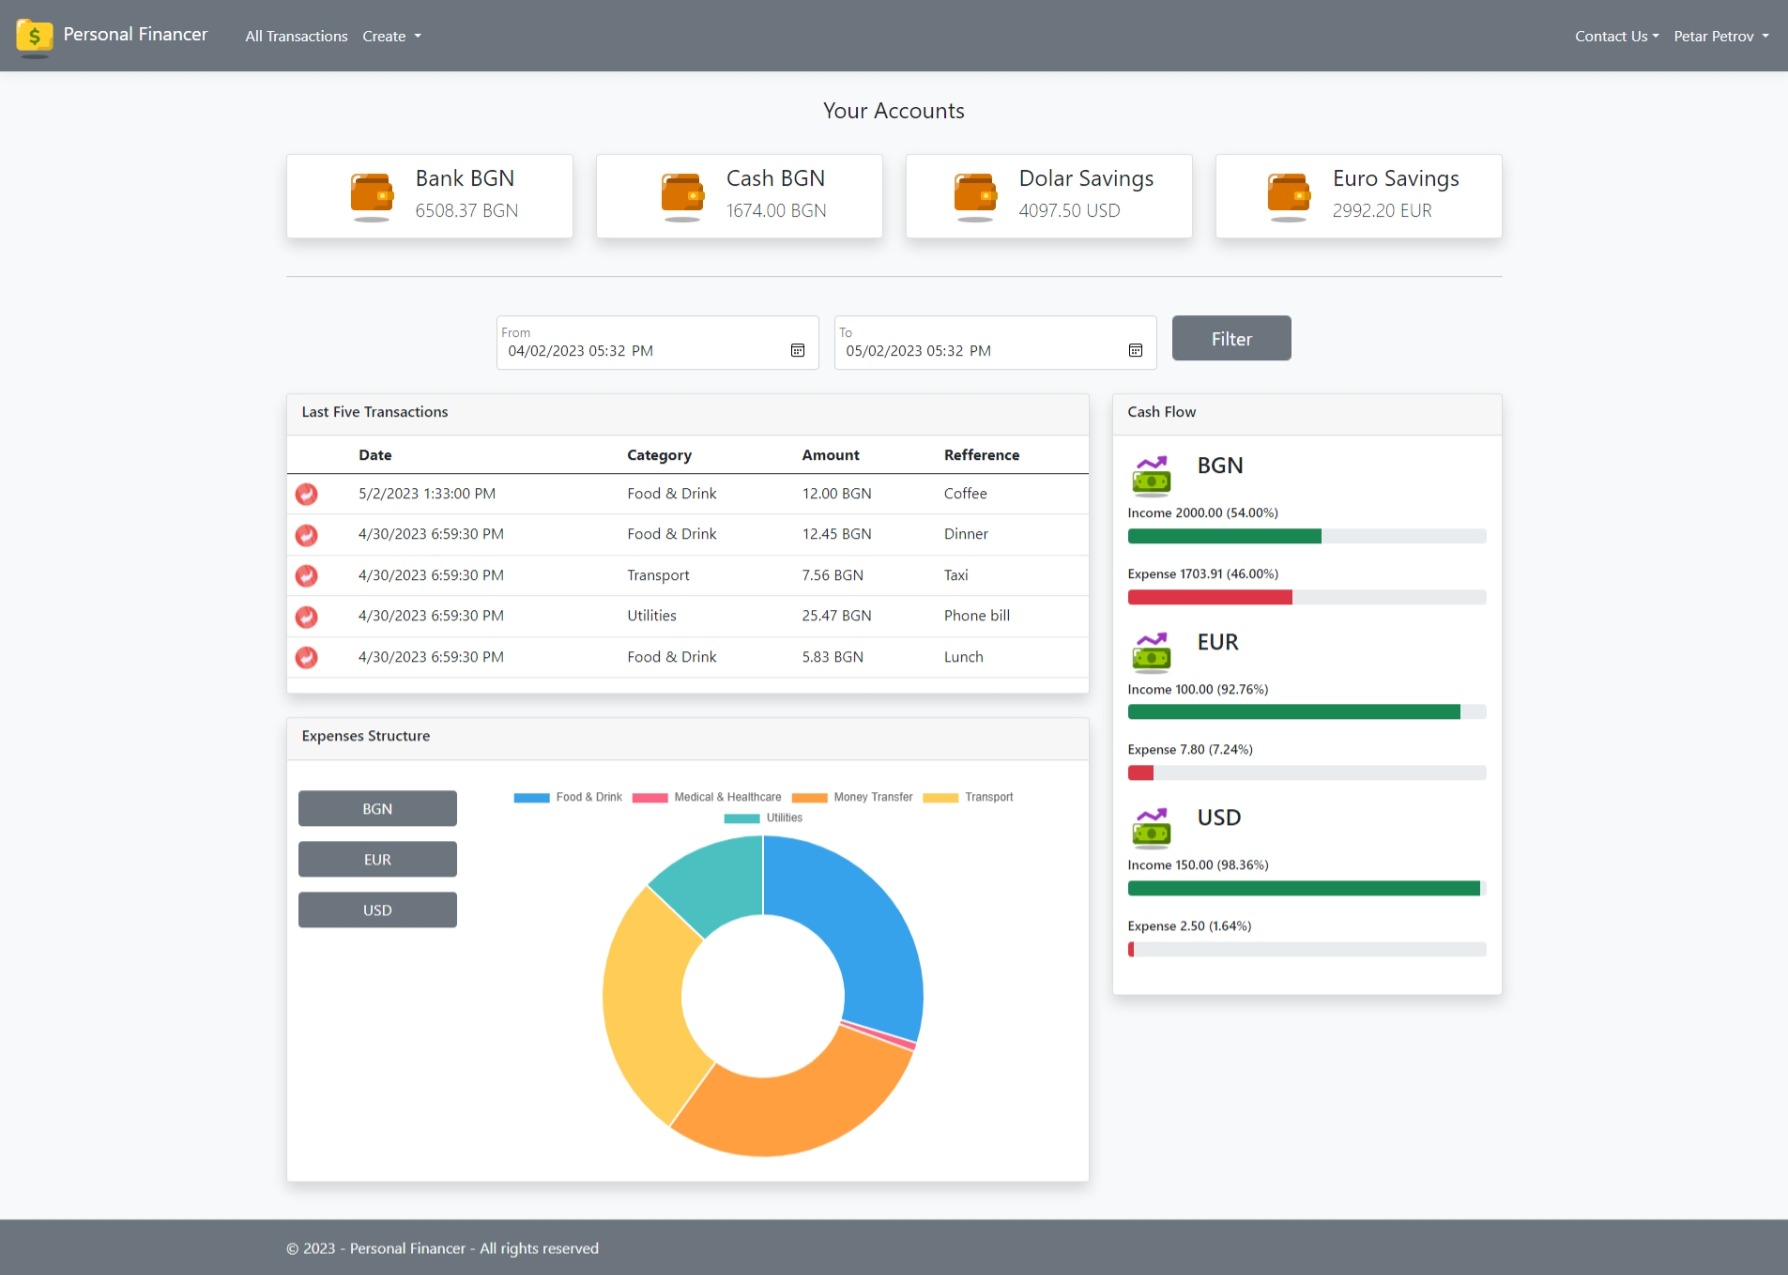 Personal Financer
All Transactions
Create
Contact Us
Petar Petrov
Your Accounts
Bank BGN
6508.37 BGN
Cash BGN
1674.00 BGN
Dolar Savings
4097.50 USD
Euro Savings
2992.20 EUR
From
04/02/2023 05:32 PM
To
05/02/2023 05:32 PM
Filter
Last Five Transactions
Date Category Amount Refference
5/2/2023 1:33:00 PM Food & Drink 12.00 BGN Coffee
4/30/2023 6:59:30 PM Food & Drink 12.45 BGN Dinner
4/30/2023 6:59:30 PM Transport 7.56 BGN Taxi
4/30/2023 6:59:30 PM Utilities 25.47 BGN Phone bill
4/30/2023 6:59:30 PM Food & Drink 5.83 BGN Lunch
Cash Flow
BGN
Income 2000.00 (54.00%)
Expense 1703.91 (46.00%)
EUR
Income 100.00 (92.76%)
Expense 7.80 (7.24%)
USD
Income 150.00 (98.36%)
Expense 2.50 (1.64%)
Expenses Structure
BGN
EUR
USD
Food & Drink Medical & Healthcare Money Transfer Transport
Utilities
© 2023 - Personal Financer - All rights reserved